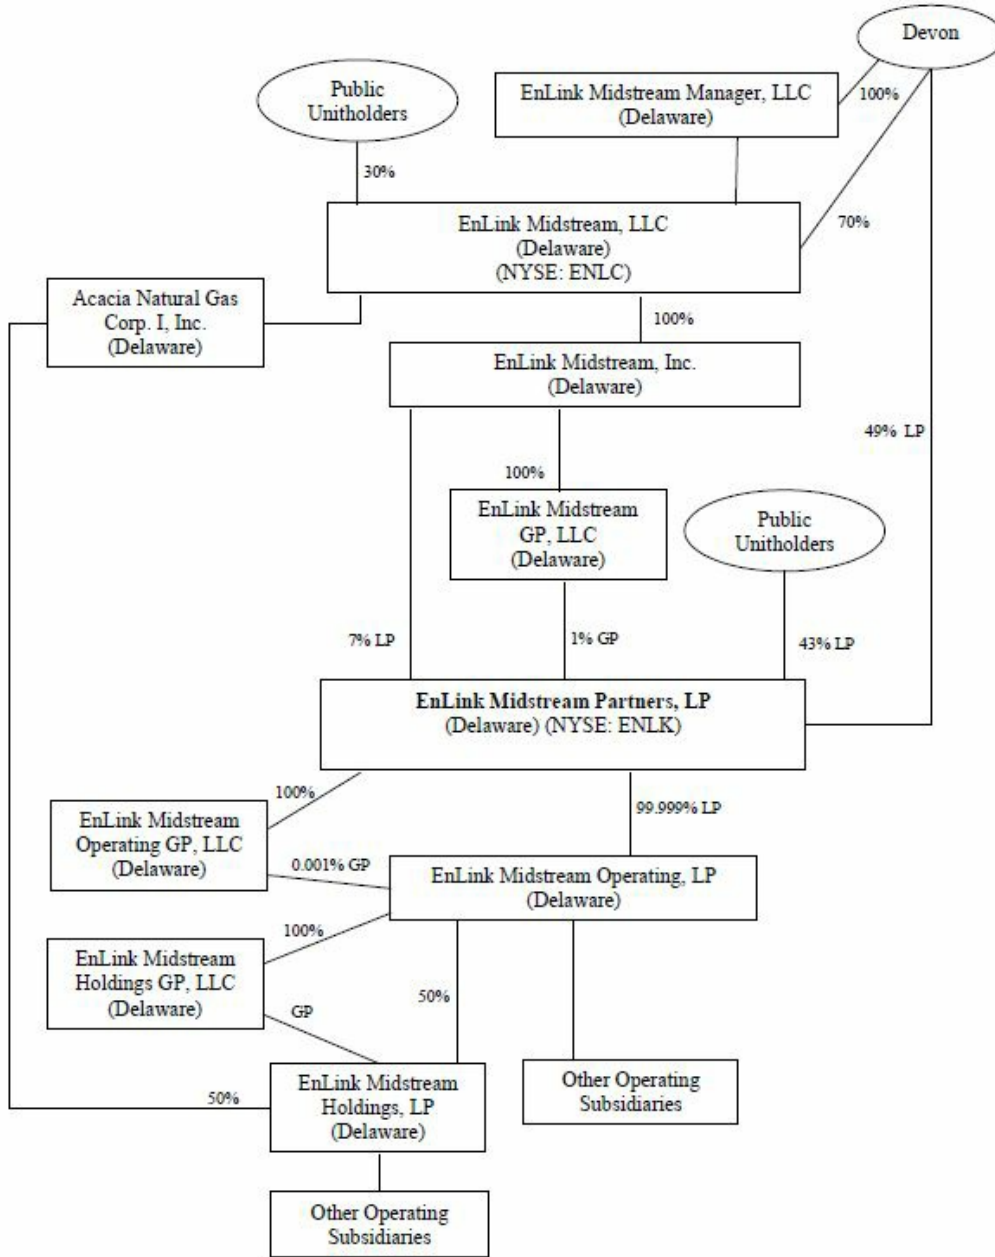 Devon
Public
Unitholders
EnLink Midstream Manager, LLC
(Delaware)
100%
30%
EnLink Midstream, LLC
(Delaware)
(NYSE: ENLC)
70%
Acacia Natural Gas
Corp. I, Inc.
(Delaware)
100%
EnLink Midstream, Inc.
(Delaware)
49% LP
100%
EnLink Midstream
GP, LLC
(Delaware)
Public
Unitholders
7% LP
1% GP
43% LP
EnLink Midstream Partners, LP
(Delaware) (NYSE: ENLK)
100%
99.999% LP
EnLink Midstream
Operating GP, LLC
(Delaware)
0.001% GP
EnLink Midstream Operating, LP
(Delaware)
100%
EnLink Midstream
Holdings GP, LLC
(Delaware)
50%
GP
EnLink Midstream
Holdings, LP
(Delaware)
Other Operating
Subsidiaries
50%
Other Operating
Subsidiaries